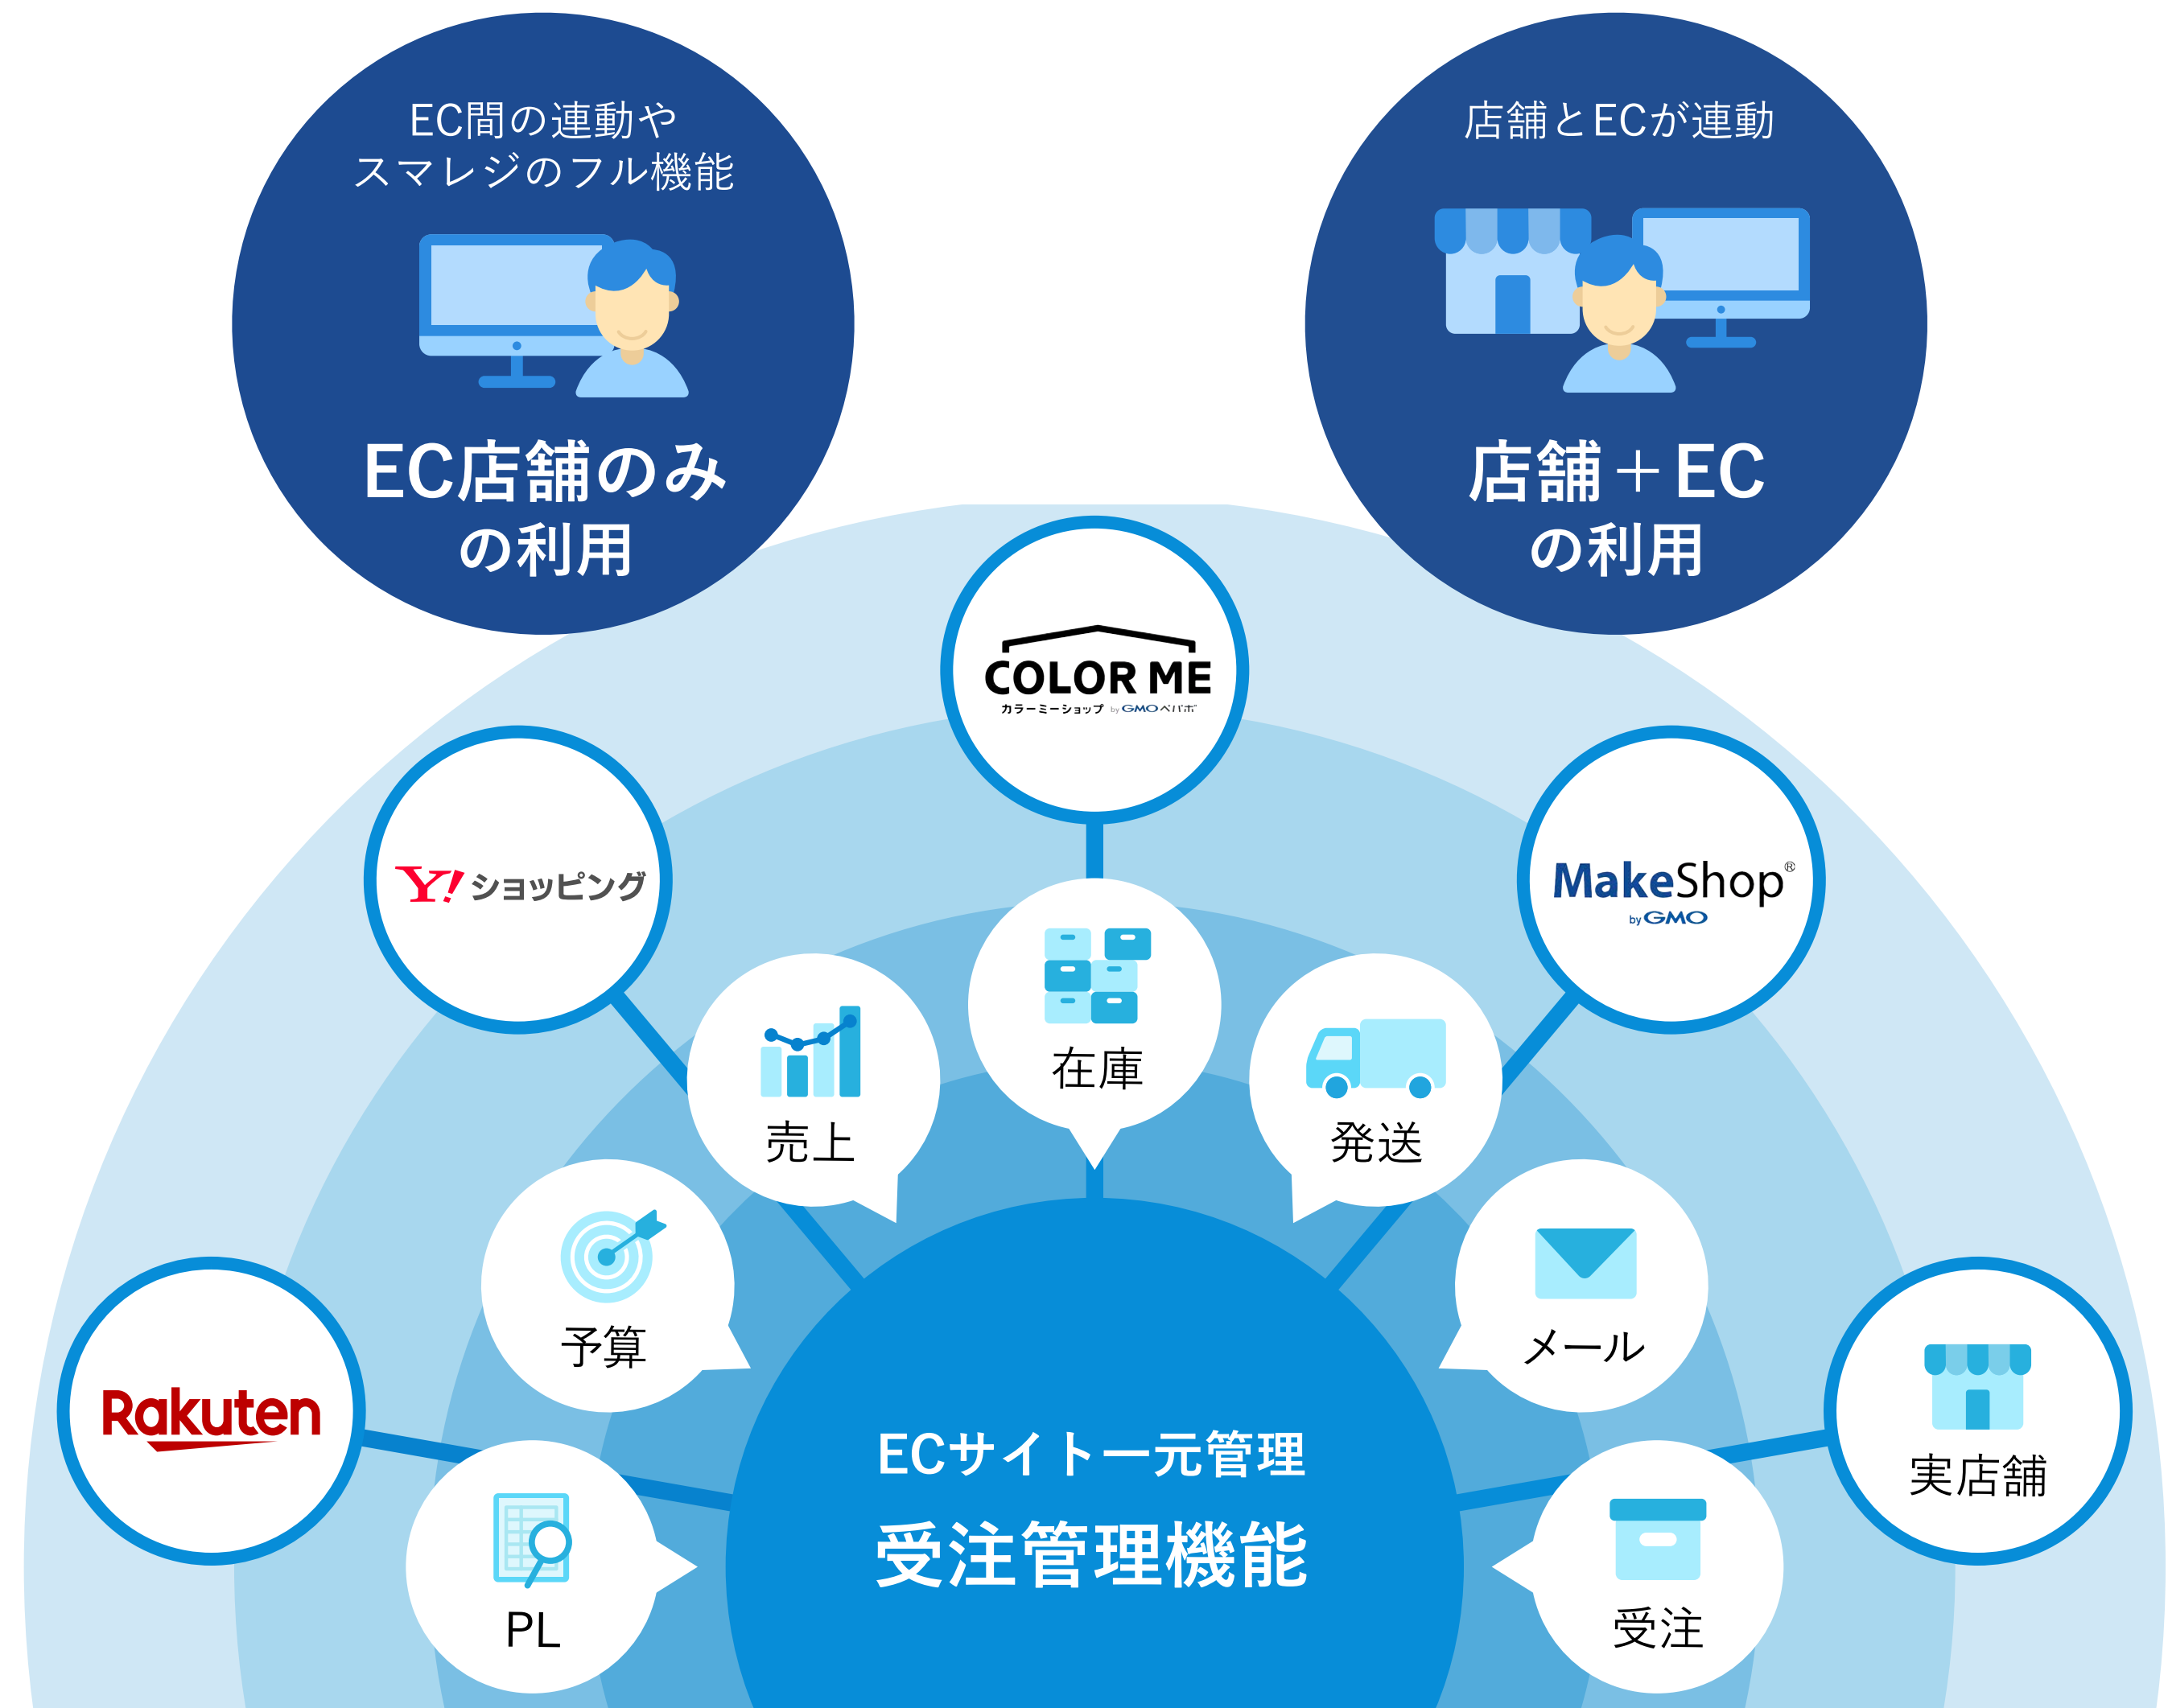 EC間の連動や
スマレジのフル機能
EC店舗のみ
の利用
店舗とECが連動
店舗＋EC
の利用
COLOR ME
カラーミーショップ by GMOペパボ
Y!ショッピング
MakeShop®
by GMO
在庫
売上
発送
予算
メール
Rakuten
実店舗
PL
受注
ECサイト一元管理
受注管理機能